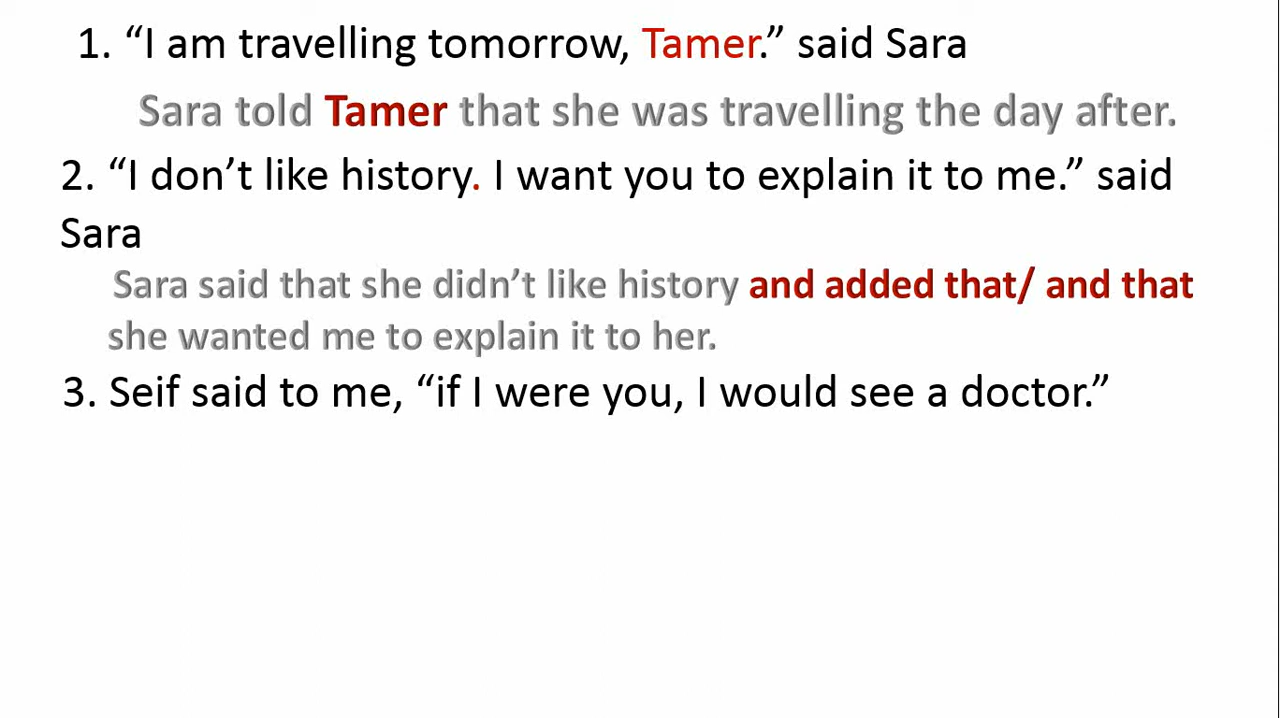 1. “I am travelling tomorrow, Tamer.” said Sara
Sara told Tamer that she was travelling the day after.
2. “I don’t like history. I want you to explain it to me.” said
Sara
Sara said that she didn’t like history and added that/ and that
she wanted me to explain it to her.
3. Seif said to me, “if I were you, I would see a doctor.”